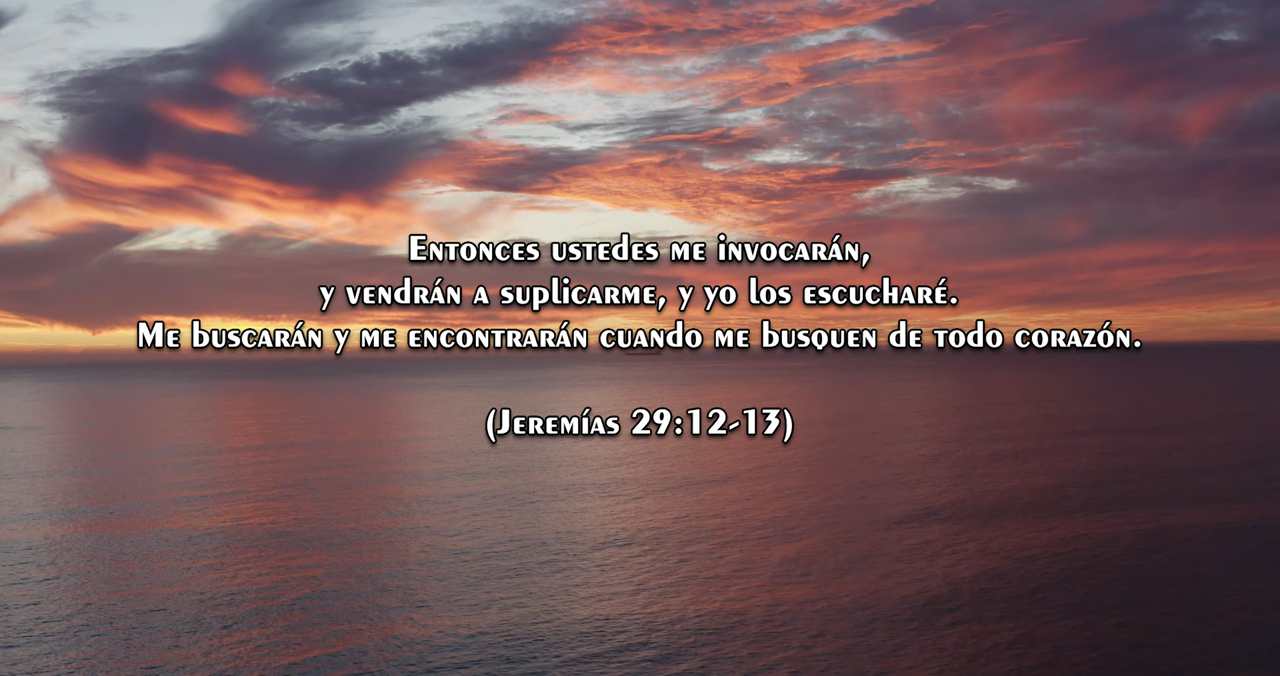 Entonces ustedes me invocarán,
y vendrán a suplicarme, y yo los escucharé.
Me buscarán y me encontrarán cuando me busquen de todo corazón.
(Jeremías 29:12-13)